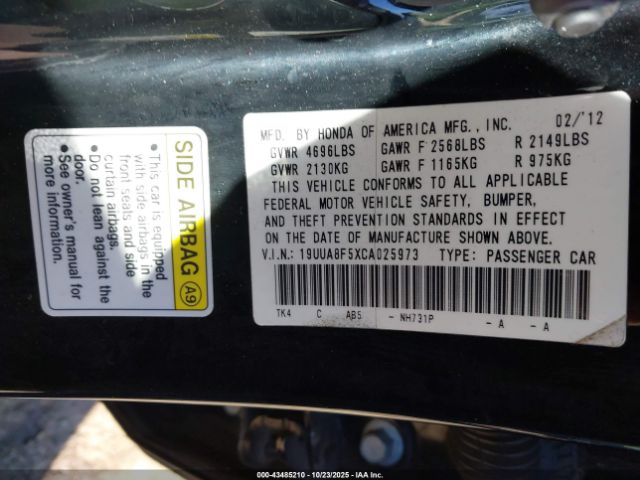 SIDE AIRBAG A9
• This car is equipped
with side airbags in the
front seats and side
curtain airbags.
• Do not lean against the
door.
• See owner's manual for
more information.
MFD. BY HONDA OF AMERICA MFG., INC. 02/'12
GVWR 4696LBS GAWR F 2568LBS R 2149LBS
GVWR 2130KG GAWR F 1165KG R 975KG
THIS VEHICLE CONFORMS TO ALL APPLICABLE
FEDERAL MOTOR VEHICLE SAFETY, BUMPER,
AND THEFT PREVENTION STANDARDS IN EFFECT
ON THE DATE OF MANUFACTURE SHOWN ABOVE.
V.I.N.: 19UUA8F5XCA025973 TYPE: PASSENGER CAR
TK4 C AB5 - NH731P - A - A
000-43485210 - 10/23/2025 - IAA Inc.